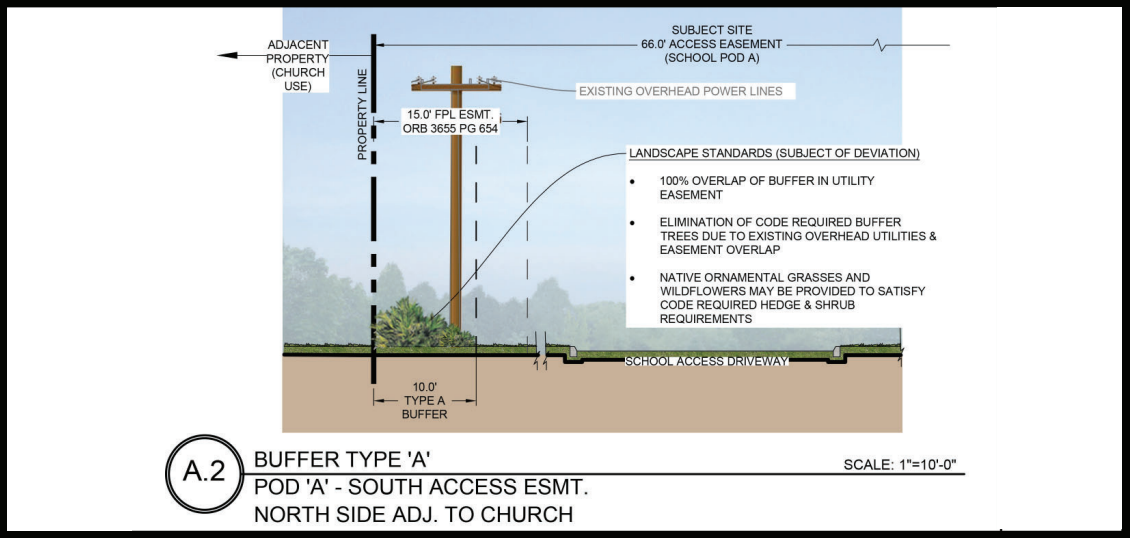 SUBJECT SITE
66.0' ACCESS EASEMENT
(SCHOOL POD A)
ADJACENT
PROPERTY
(CHURCH
USE)
PROPERTY LINE
EXISTING OVERHEAD POWER LINES
15.0' FPL ESMT.
ORB 3655 PG 654
LANDSCAPE STANDARDS (SUBJECT OF DEVIATION)
• 100% OVERLAP OF BUFFER IN UTILITY
EASEMENT
• ELIMINATION OF CODE REQUIRED BUFFER
TREES DUE TO EXISTING OVERHEAD UTILITIES &
EASEMENT OVERLAP
• NATIVE ORNAMENTAL GRASSES AND
WILDFLOWERS MAY BE PROVIDED TO SATISFY
CODE REQUIRED HEDGE & SHRUB
REQUIREMENTS
SCHOOL ACCESS DRIVEWAY
10.0'
TYPE A
BUFFER
A.2
BUFFER TYPE 'A'
SCALE: 1"=10'-0"
POD 'A' - SOUTH ACCESS ESMT.
NORTH SIDE ADJ. TO CHURCH